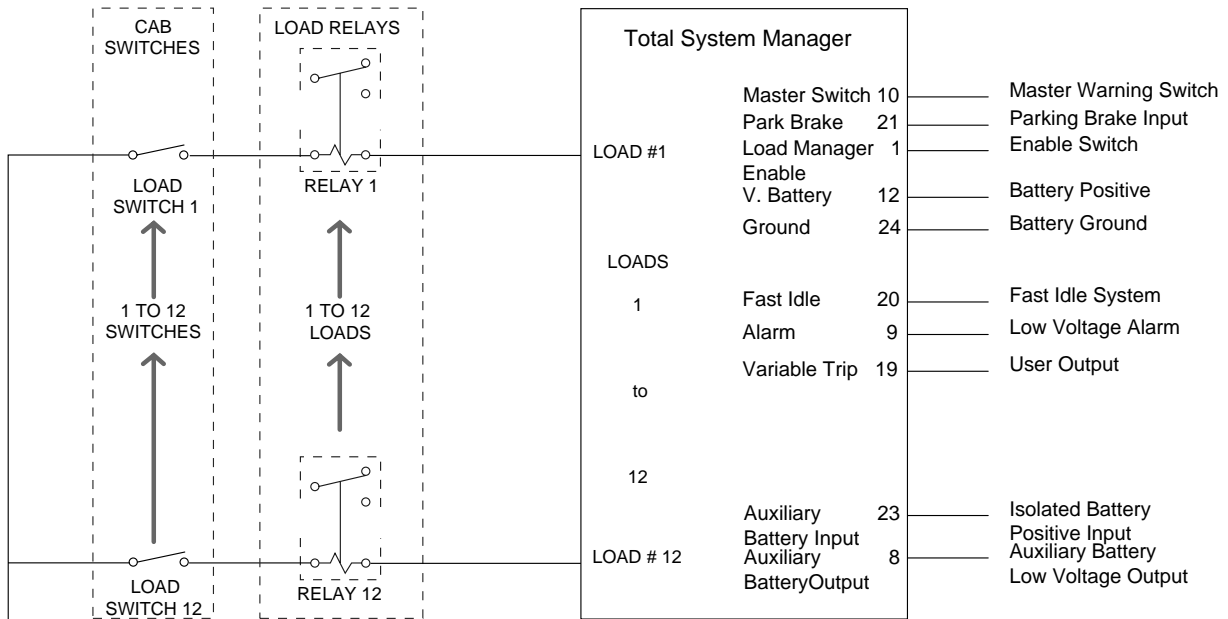 CAB
SWITCHES
LOAD RELAYS
Total System Manager
Master Switch 10 Master Warning Switch
Park Brake 21 Parking Brake Input
LOAD #1
Load Manager 1 Enable Switch
Enable
LOAD
SWITCH 1
RELAY 1
V. Battery 12 Battery Positive
Ground 24 Battery Ground
LOADS
1 TO 12
SWITCHES
1 TO 12
LOADS
1
Fast Idle 20 Fast Idle System
Alarm 9 Low Voltage Alarm
Variable Trip 19 User Output
to
12
Auxiliary 23 Isolated Battery
Battery Input Positive Input
LOAD # 12
Auxiliary 8 Auxiliary Battery
BatteryOutput Low Voltage Output
LOAD
SWITCH 12
RELAY 12